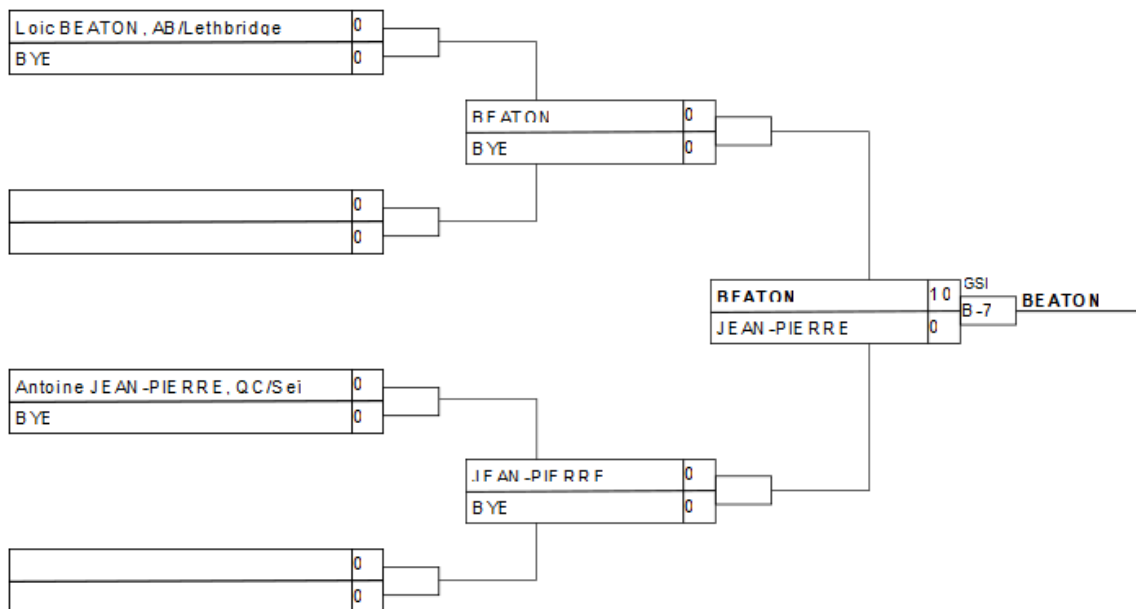 Loic BEATON, AB/Lethbridge 0
BYE 0
BEATON 0
BYE 0
0
0
BEATON 10 GSI
JEAN-PIERRE 0 B-7 BEATON
Antoine JEAN-PIERRE, QC/Sei 0
BYE 0
JEAN-PIERRE 0
BYE 0
0
0